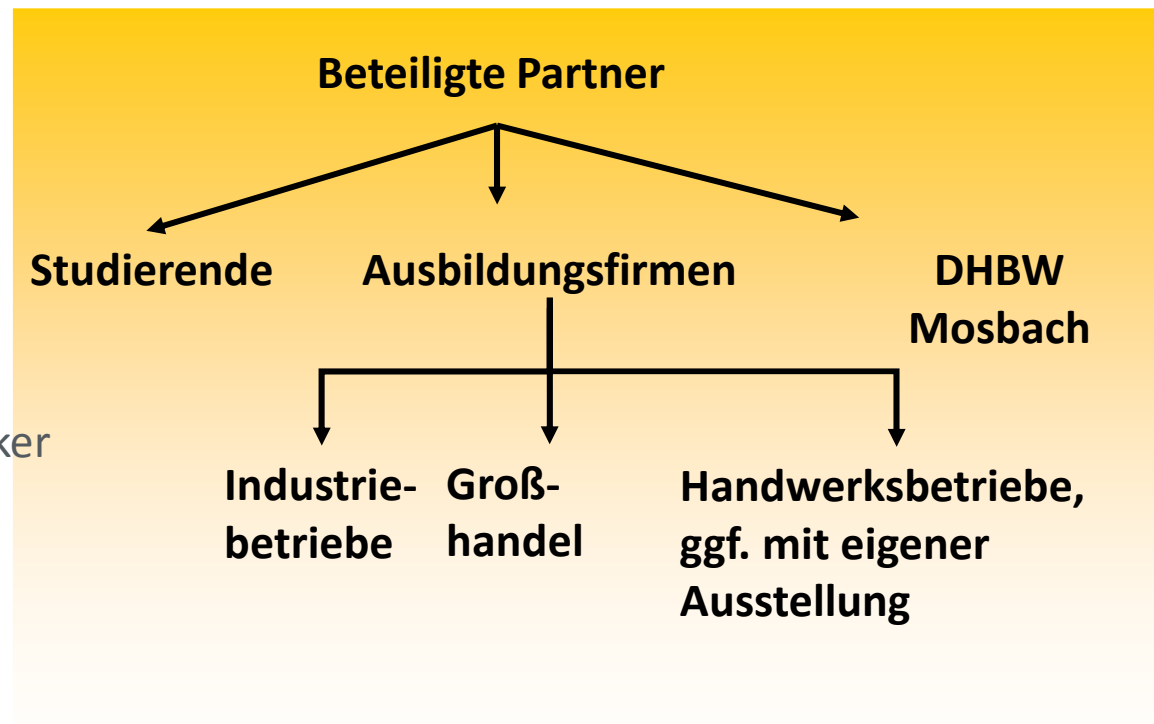 Beteiligte Partner
Studierende
Ausbildungsfirmen
DHBW
Mosbach
ker
Industrie-
betriebe
Groß-
handel
Handwerksbetriebe,
ggf. mit eigener
Ausstellung